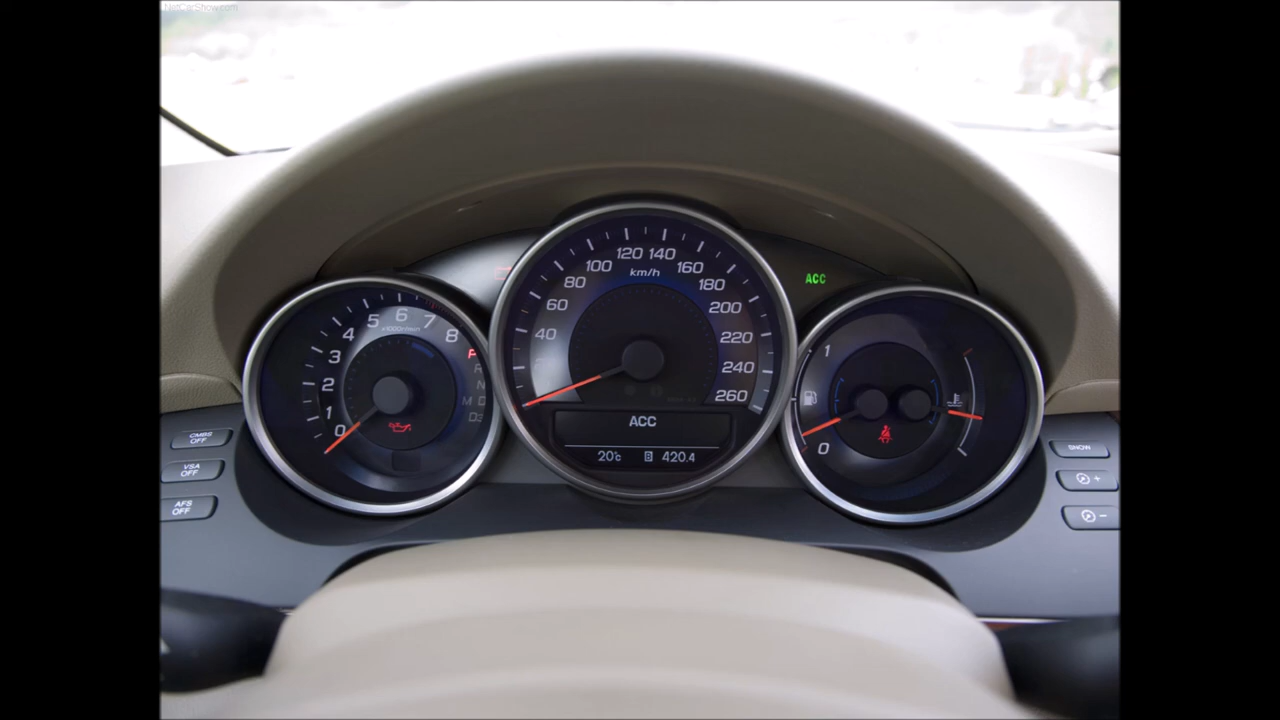 NetCarShow.com
120 140
100 160
km/h
80 180
60 200
40 220
240
260
ACC
6
5 7
4 8
x1000r/min
3
2
1
0
P
R
N
M D
D3
1
0
ACC
20°c B 420.4
CMBS
OFF
VSA
OFF
AFS
OFF
SNOW
+
−